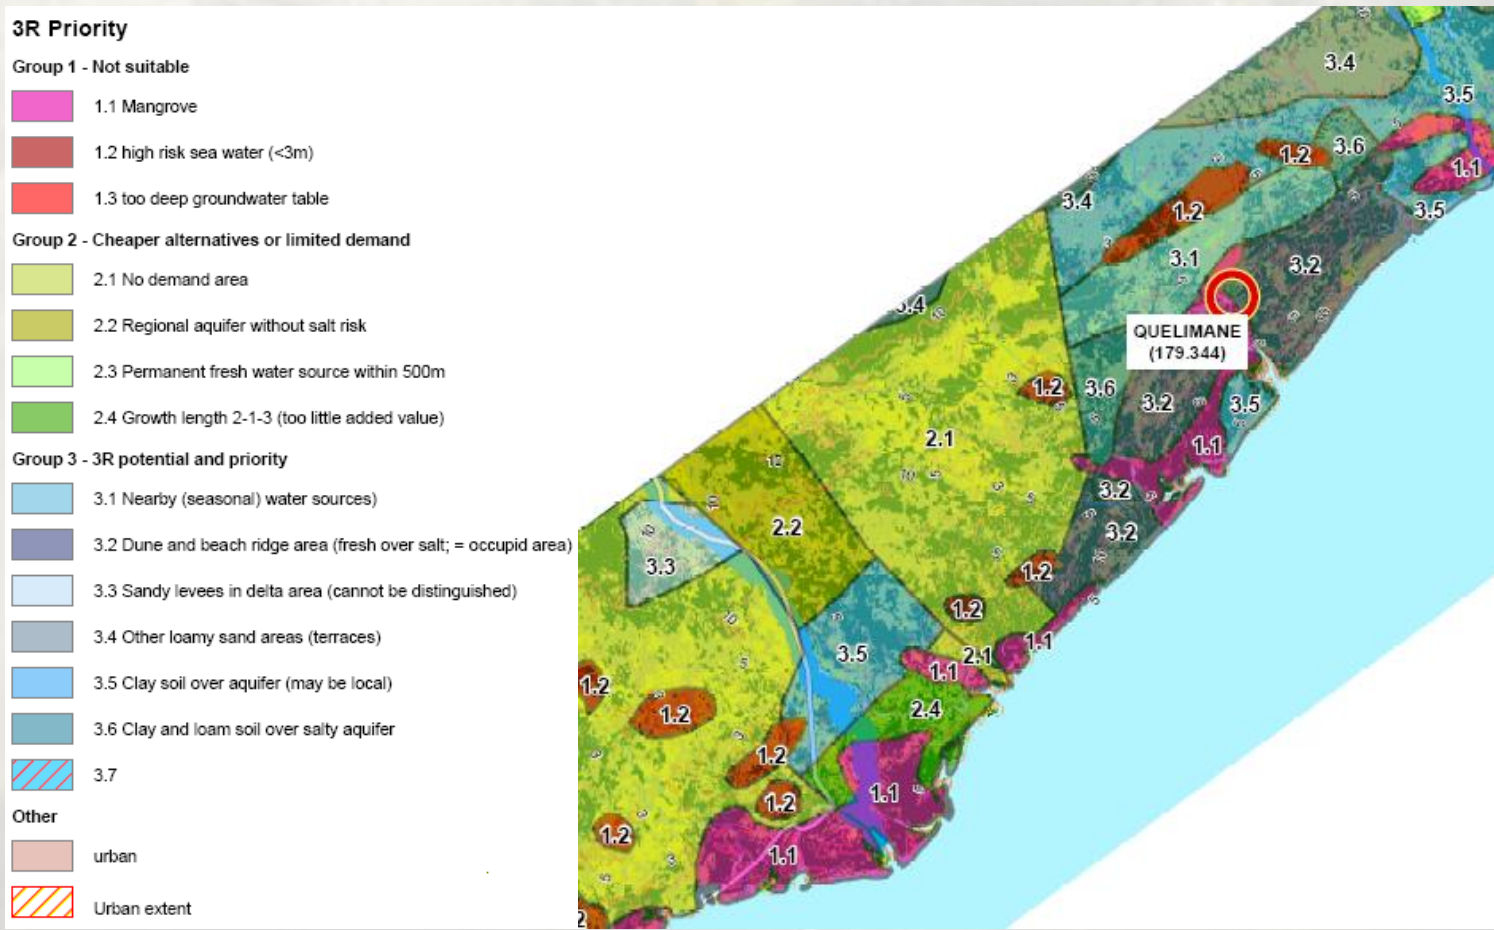 3R Priority
Group 1 - Not suitable
1.1 Mangrove
1.2 high risk sea water (<3m)
1.3 too deep groundwater table
Group 2 - Cheaper alternatives or limited demand
2.1 No demand area
2.2 Regional aquifer without salt risk
2.3 Permanent fresh water source within 500m
2.4 Growth length 2-1-3 (too little added value)
Group 3 - 3R potential and priority
3.1 Nearby (seasonal) water sources)
3.2 Dune and beach ridge area (fresh over salt; = occupid area)
3.3 Sandy levees in delta area (cannot be distinguished)
3.4 Other loamy sand areas (terraces)
3.5 Clay soil over aquifer (may be local)
3.6 Clay and loam soil over salty aquifer
3.7
Other
urban
Urban extent
3.4
3.5
3.6
1.2
1.1
3.4
1.2
3.5
3.1
3.2
QUELIMANE
(179.344)
1.2
3.6
3.2
3.5
2.1
1.1
3.2
2.2
3.2
3.3
1.2
1.2
1.1
3.5
2.1
1.1
1.2
1.2
2.4
1.2
1.1
1.2
1.2
1.1